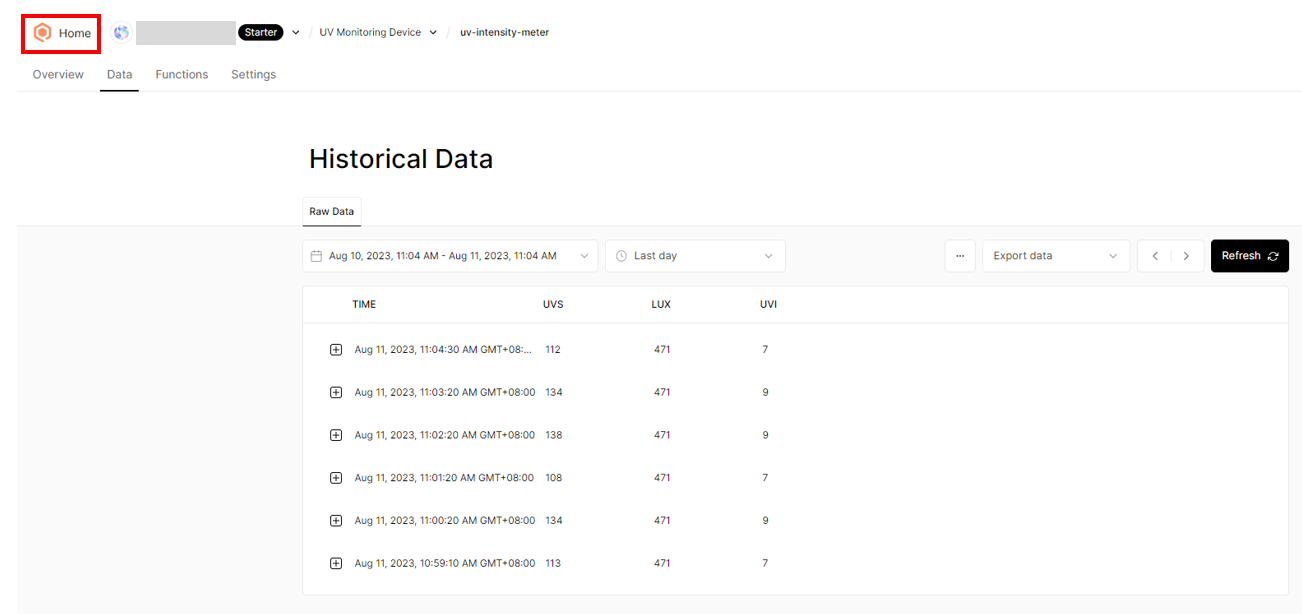 Home Starter / UV Monitoring Device / uv-intensity-meter
Overview Data Functions Settings
Historical Data
Raw Data
Aug 10, 2023, 11:04 AM - Aug 11, 2023, 11:04 AM Last day ... Export data Refresh
TIME UVS LUX UVI
Aug 11, 2023, 11:04:30 AM GMT+08:... 112 471 7
Aug 11, 2023, 11:03:20 AM GMT+08:00 134 471 9
Aug 11, 2023, 11:02:20 AM GMT+08:00 138 471 9
Aug 11, 2023, 11:01:20 AM GMT+08:00 108 471 7
Aug 11, 2023, 11:00:20 AM GMT+08:00 134 471 9
Aug 11, 2023, 10:59:10 AM GMT+08:00 113 471 7